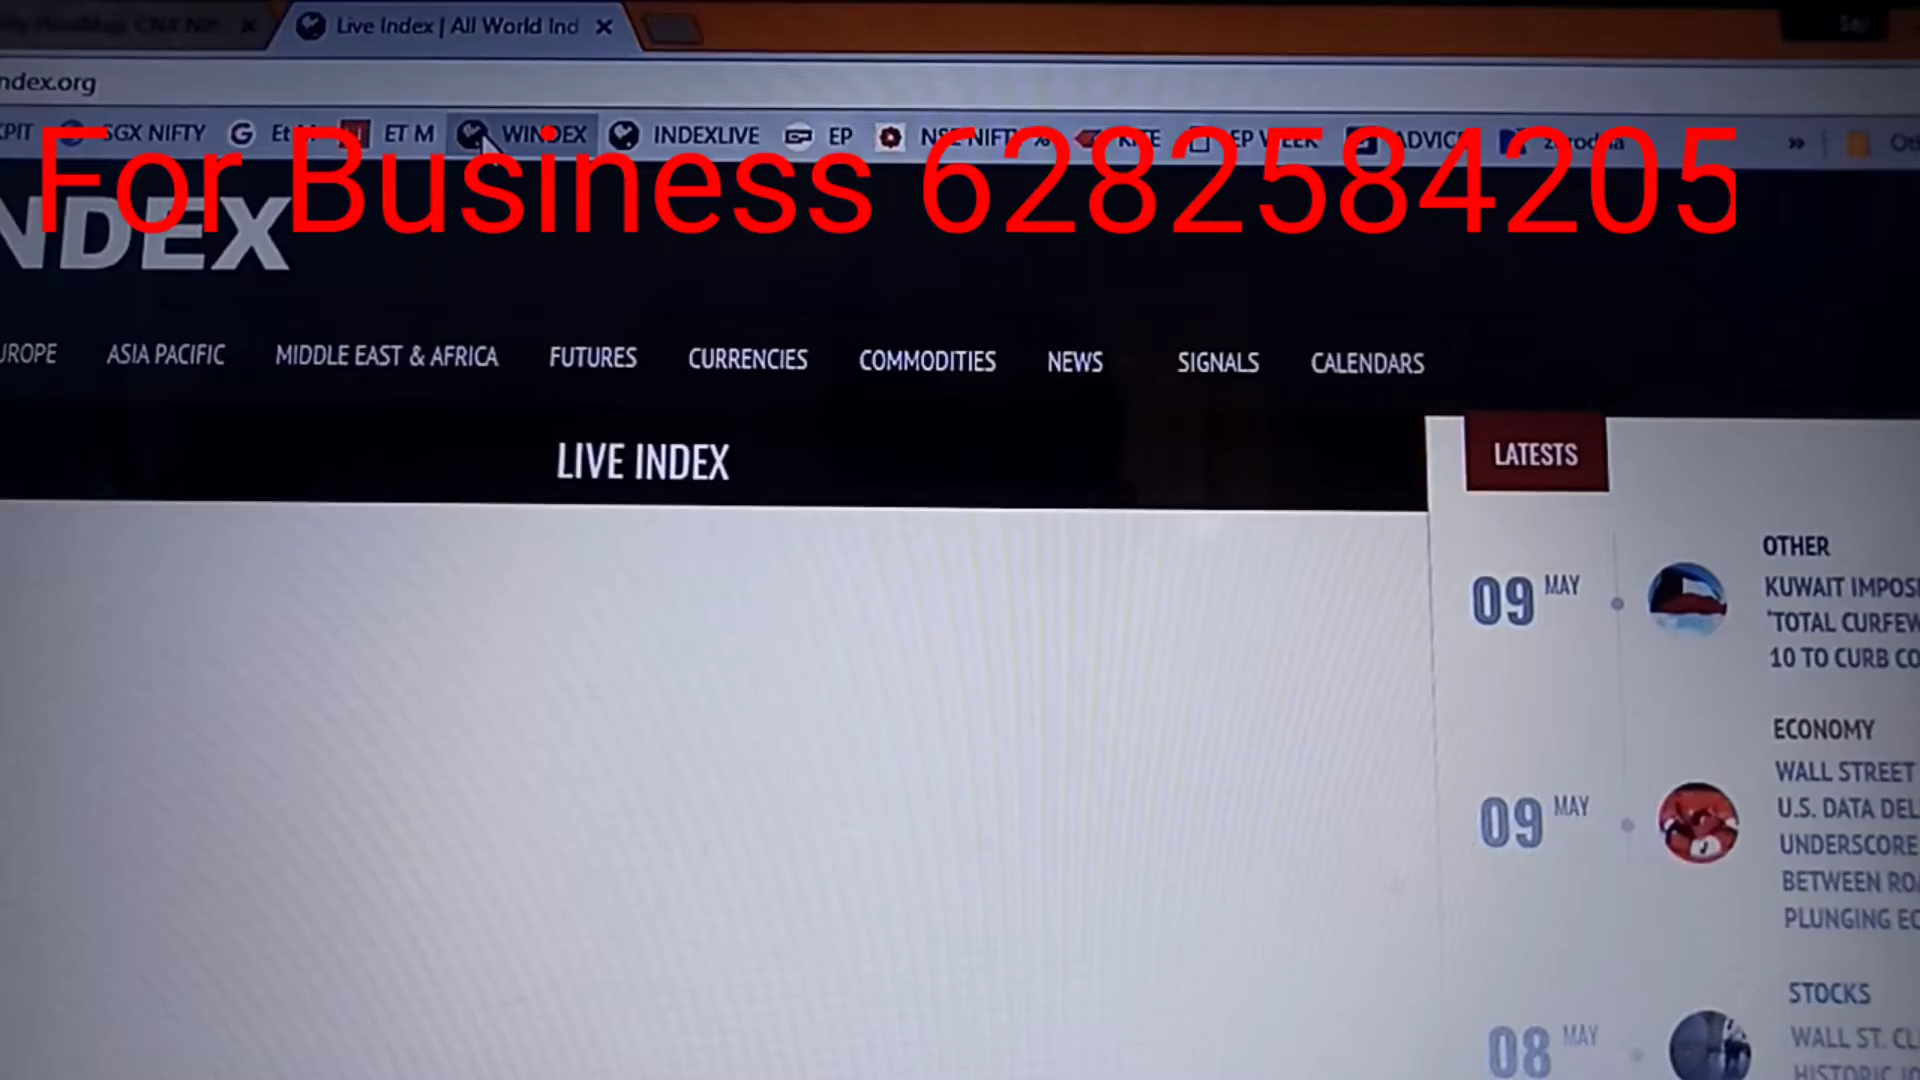 Live Index | All World Ind
ndex.org
PIT SGX NIFTY ET M WINDEX INDEXLIVE EP
For Business 6282584205
NDEX
UROPE ASIA PACIFIC MIDDLE EAST & AFRICA FUTURES CURRENCIES COMMODITIES NEWS SIGNALS CALENDARS
LIVE INDEX
LATESTS
09 MAY
OTHER
KUWAIT IMPOS
'TOTAL CURFEW
10 TO CURB CO
09 MAY
ECONOMY
WALL STREET
U.S. DATA DEL
UNDERSCORE
BETWEEN RO
PLUNGING EC
08 MAY
STOCKS
WALL ST. CL
HISTORIC